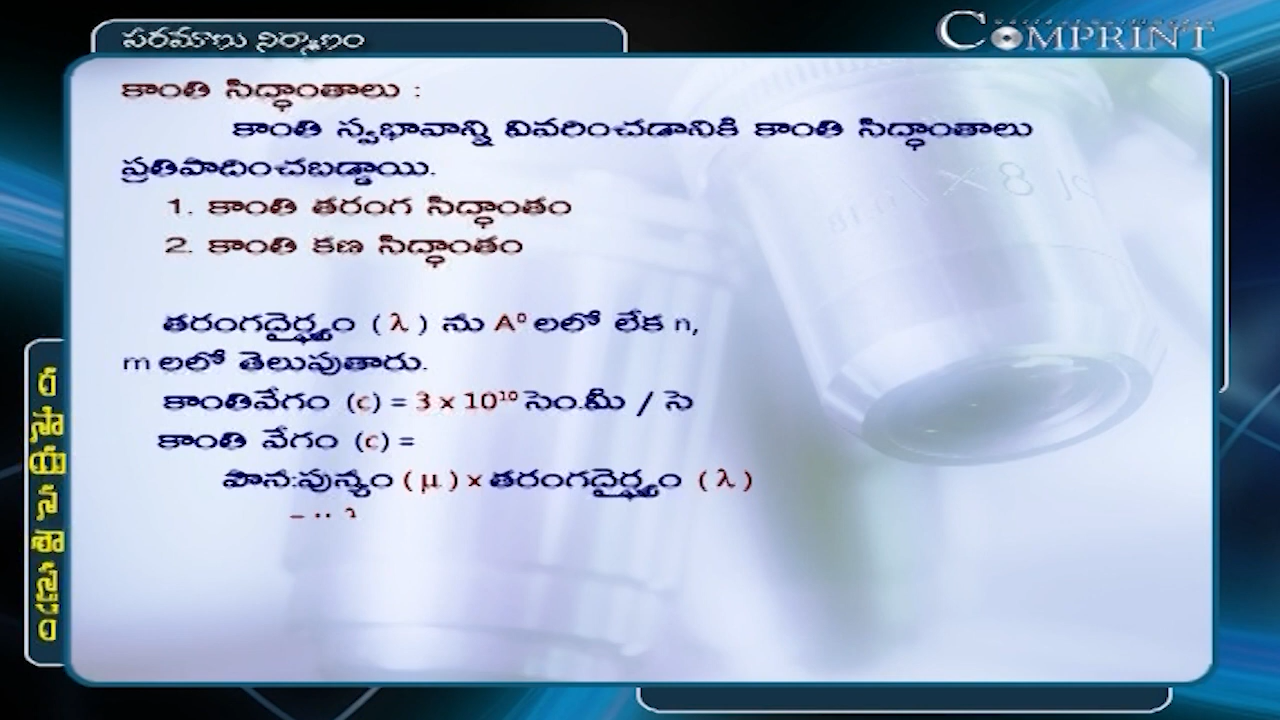 పరమాణు నిర్మాణం
COMPRINT
కాంతి సిద్ధాంతాలు :
కాంతి స్వభావాన్ని వివరించడానికి కాంతి సిద్ధాంతాలు
ప్రతిపాదించబడ్డాయి.
1. కాంతి తరంగ సిద్ధాంతం
2. కాంతి కణ సిద్ధాంతం
తరంగదైర్ఘ్యం ( λ ) ను A⁰ లలో లేక n,
m లలో తెలుపుతారు.
కాంతివేగం (c) = 3 x 10¹⁰ సెం.మీ / సె
కాంతి వేగం (c) =
పౌన:పున్యం ( μ ) x తరంగదైర్ఘ్యం ( λ )
రసాయన శాస్త్రం